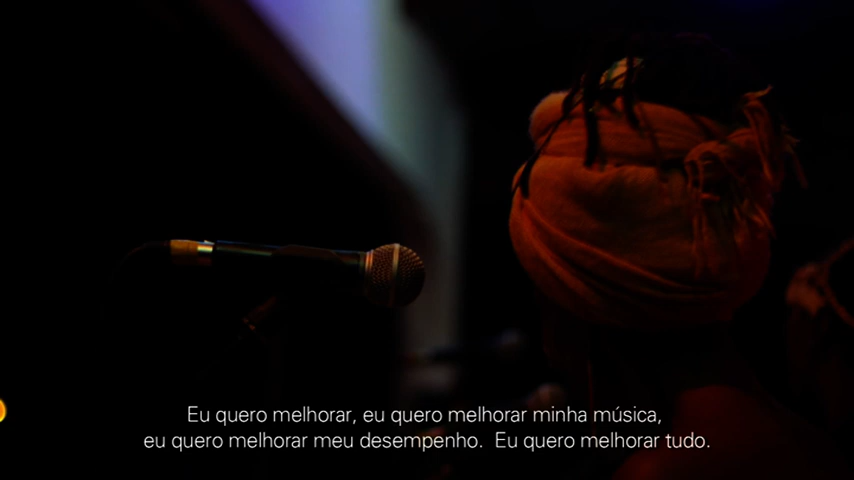 Eu quero melhorar, eu quero melhorar minha música,
eu quero melhorar meu desempenho.  Eu quero melhorar tudo.